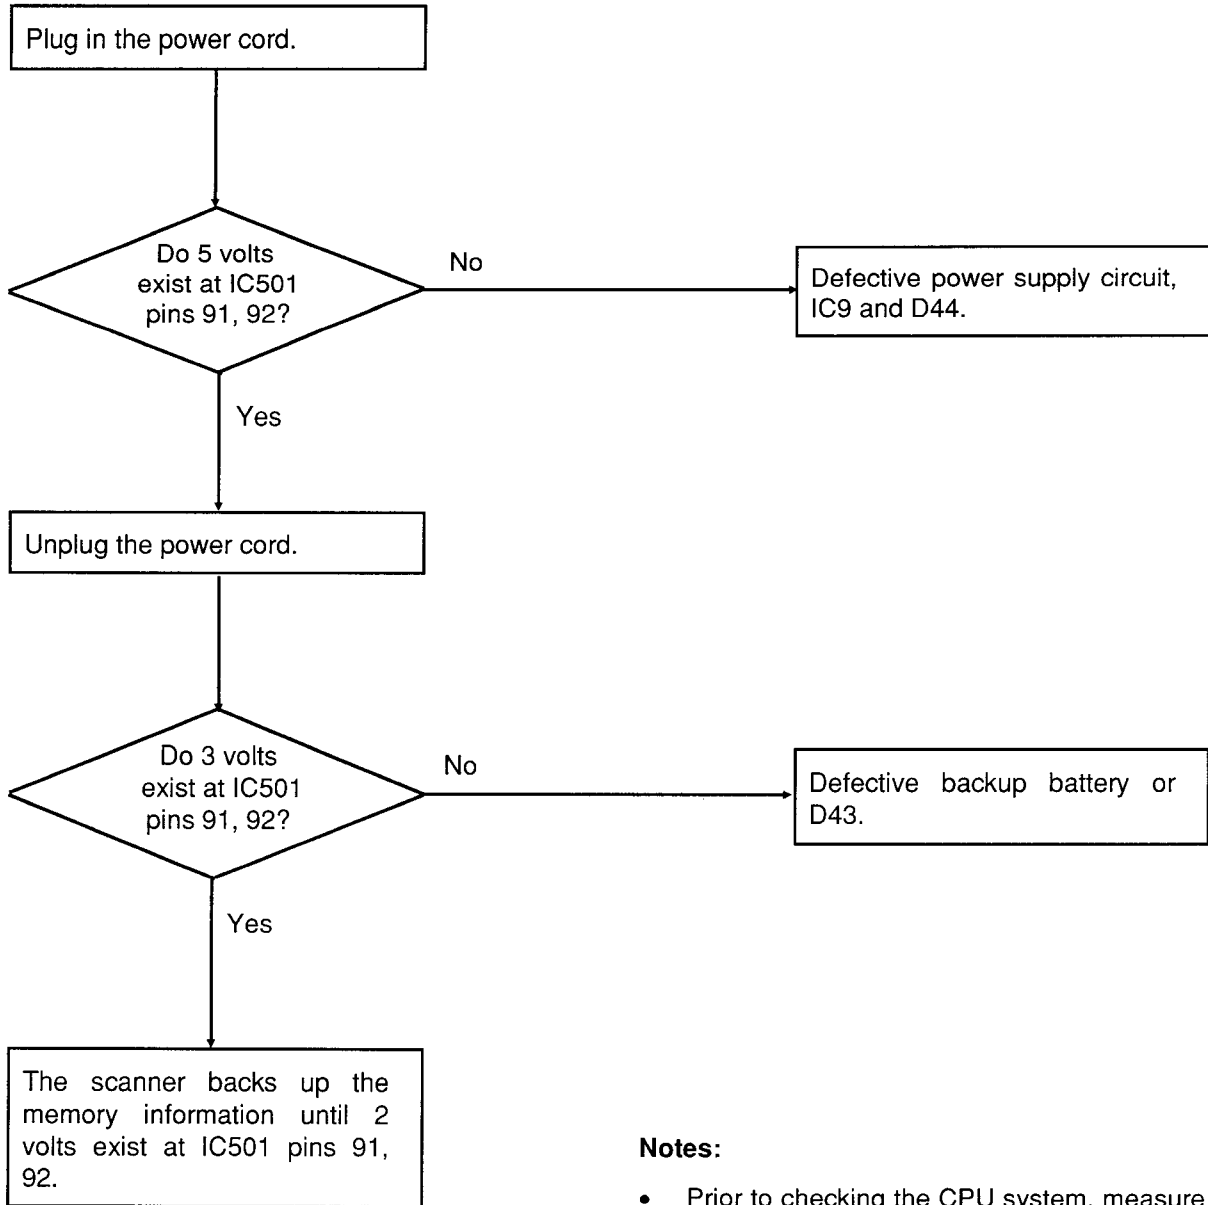 Plug in the power cord.
Do 5 volts
exist at IC501
pins 91, 92?
No
Defective power supply circuit,
IC9 and D44.
Yes
Unplug the power cord.
Do 3 volts
exist at IC501
pins 91, 92?
No
Defective backup battery or
D43.
Yes
The scanner backs up the
memory information until 2
volts exist at IC501 pins 91,
92.
Notes:
• Prior to checking the CPU system, measure